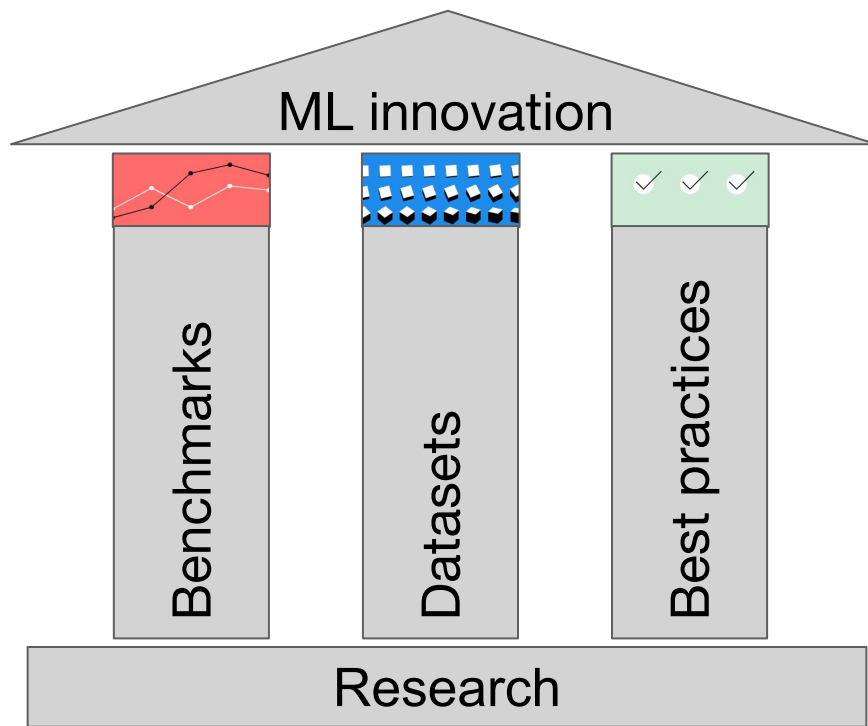 ML innovation
Benchmarks
Datasets
Best practices
Research